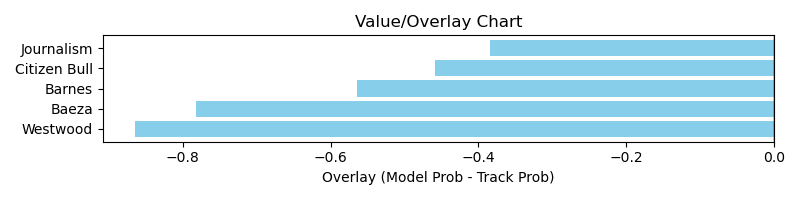 Value/Overlay Chart
Journalism
Citizen Bull
Barnes
Baeza
Westwood
−0.8 −0.6 −0.4 −0.2 0.0
Overlay (Model Prob - Track Prob)